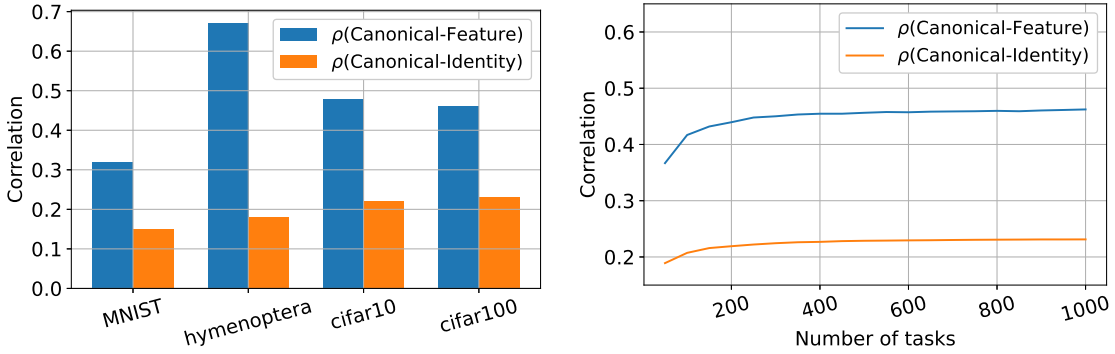 0.7
0.6
0.5
0.4
0.3
0.2
0.1
0.0
Correlation
ρ(Canonical-Feature)
ρ(Canonical-Identity)
MNIST
hymenoptera
cifar10
cifar100
0.6
0.5
0.4
0.3
0.2
Correlation
ρ(Canonical-Feature)
ρ(Canonical-Identity)
200
400
600
800
1000
Number of tasks